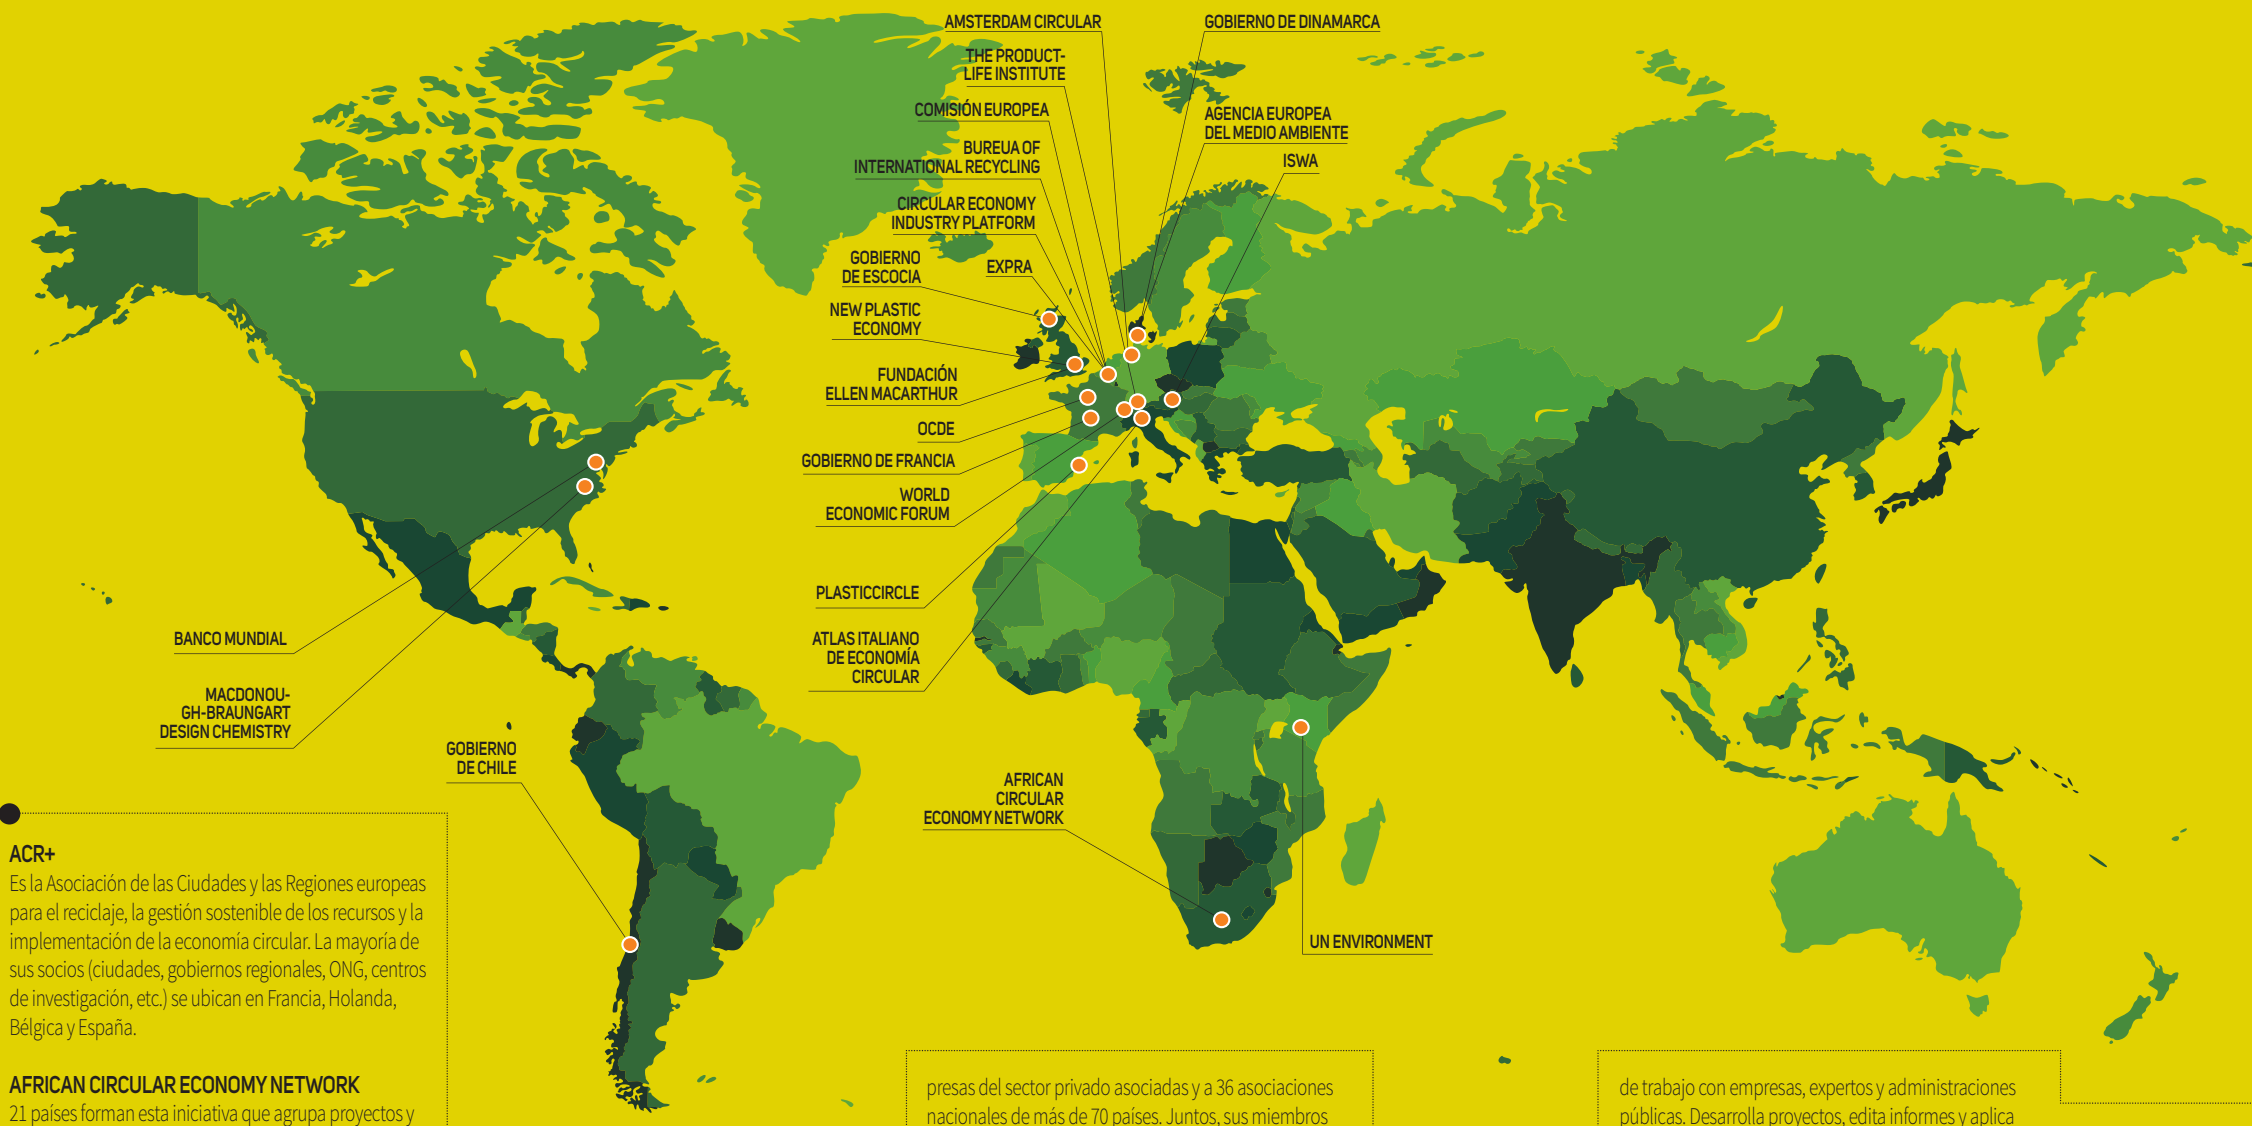 AMSTERDAM CIRCULAR
GOBIERNO DE DINAMARCA
THE PRODUCT-
LIFE INSTITUTE
COMISIÓN EUROPEA
AGENCIA EUROPEA
DEL MEDIO AMBIENTE
BUREUA OF
INTERNATIONAL RECYCLING
ISWA
CIRCULAR ECONOMY
INDUSTRY PLATFORM
GOBIERNO
DE ESCOCIA
EXPRA
NEW PLASTIC
ECONOMY
FUNDACIÓN
ELLEN MACARTHUR
OCDE
GOBIERNO DE FRANCIA
WORLD
ECONOMIC FORUM
PLASTICCIRCLE
ATLAS ITALIANO
DE ECONOMÍA
CIRCULAR
BANCO MUNDIAL
MACDONOU-
GH-BRAUNGART
DESIGN CHEMISTRY
GOBIERNO
DE CHILE
AFRICAN
CIRCULAR
ECONOMY NETWORK
UN ENVIRONMENT
ACR+
Es la Asociación de las Ciudades y las Regiones europeas
para el reciclaje, la gestión sostenible de los recursos y la
implementación de la economía circular. La mayoría de
sus socios (ciudades, gobiernos regionales, ONG, centros
de investigación, etc.) se ubican en Francia, Holanda,
Bélgica y España.
AFRICAN CIRCULAR ECONOMY NETWORK
21 países forman esta iniciativa que agrupa proyectos y
presas del sector privado asociadas y a 36 asociaciones
nacionales de más de 70 países. Juntos, sus miembros
de trabajo con empresas, expertos y administraciones
públicas. Desarrolla proyectos, edita informes y aplica